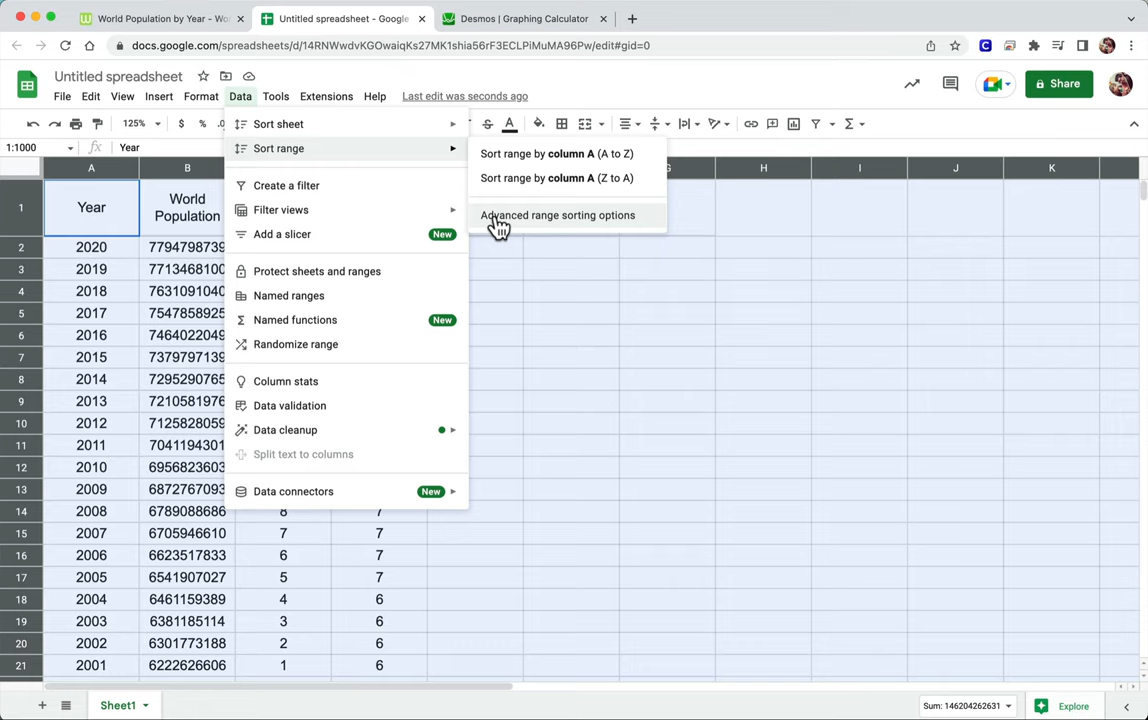 World Population by Year - Wo
Untitled spreadsheet - Google
Desmos | Graphing Calculator
docs.google.com/spreadsheets/d/14RNWwdvKGOwaiqKs27MK1shia56rF3ECLPiMuMA96Pw/edit#gid=0
Untitled spreadsheet
File Edit View Insert Format Data Tools Extensions Help Last edit was seconds ago
Share
125% $ %
1:1000 fx Year
A B G H I J K
Sort sheet
Sort range
Create a filter
Filter views
Add a slicer New
Protect sheets and ranges
Named ranges
Named functions New
Randomize range
Column stats
Data validation
Data cleanup
Split text to columns
Data connectors New
Sort range by column A (A to Z)
Sort range by column A (Z to A)
Advanced range sorting options
1 Year World Population
2 2020 7794798739
3 2019 7713468100
4 2018 7631091040
5 2017 7547858925
6 2016 7464022049
7 2015 7379797139
8 2014 7295290765
9 2013 7210581976
10 2012 7125828059
11 2011 7041194301
12 2010 6956823603
13 2009 6872767093
14 2008 6789088686 8 7
15 2007 6705946610 7 7
16 2006 6623517833 6 7
17 2005 6541907027 5 7
18 2004 6461159389 4 6
19 2003 6381185114 3 6
20 2002 6301773188 2 6
21 2001 6222626606 1 6
Sheet1
Sum: 146204262631
Explore